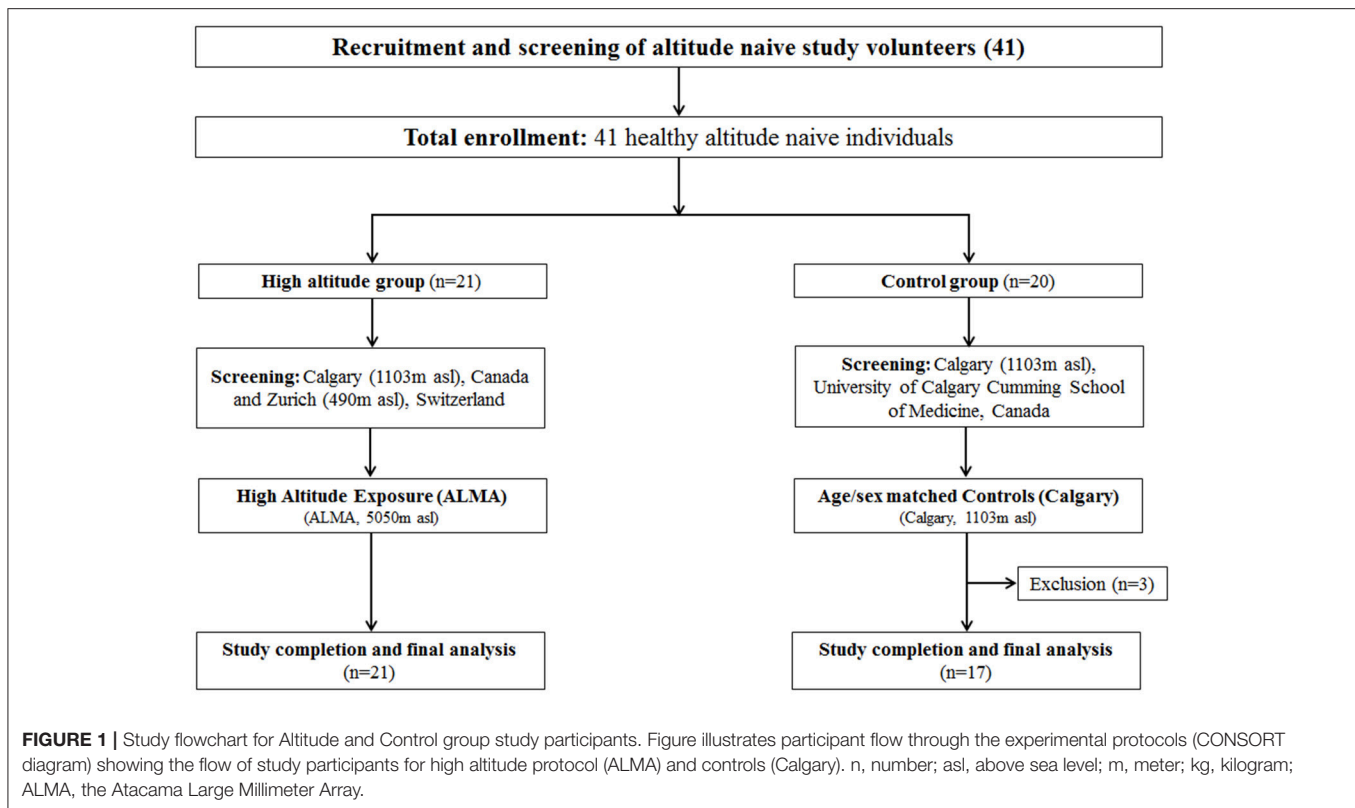 Recruitment and screening of altitude naive study volunteers (41)
Total enrollment: 41 healthy altitude naive individuals
High altitude group (n=21)
Control group (n=20)
Screening: Calgary (1103m asl), Canada
and Zurich (490m asl), Switzerland
Screening: Calgary (1103m asl),
University of Calgary Cumming School
of Medicine, Canada
High Altitude Exposure (ALMA)
(ALMA, 5050m asl)
Age/sex matched Controls (Calgary)
(Calgary, 1103m asl)
Exclusion (n=3)
Study completion and final analysis
(n=21)
Study completion and final analysis
(n=17)
FIGURE 1 | Study flowchart for Altitude and Control group study participants. Figure illustrates participant flow through the experimental protocols (CONSORT
diagram) showing the flow of study participants for high altitude protocol (ALMA) and controls (Calgary). n, number; asl, above sea level; m, meter; kg, kilogram;
ALMA, the Atacama Large Millimeter Array.